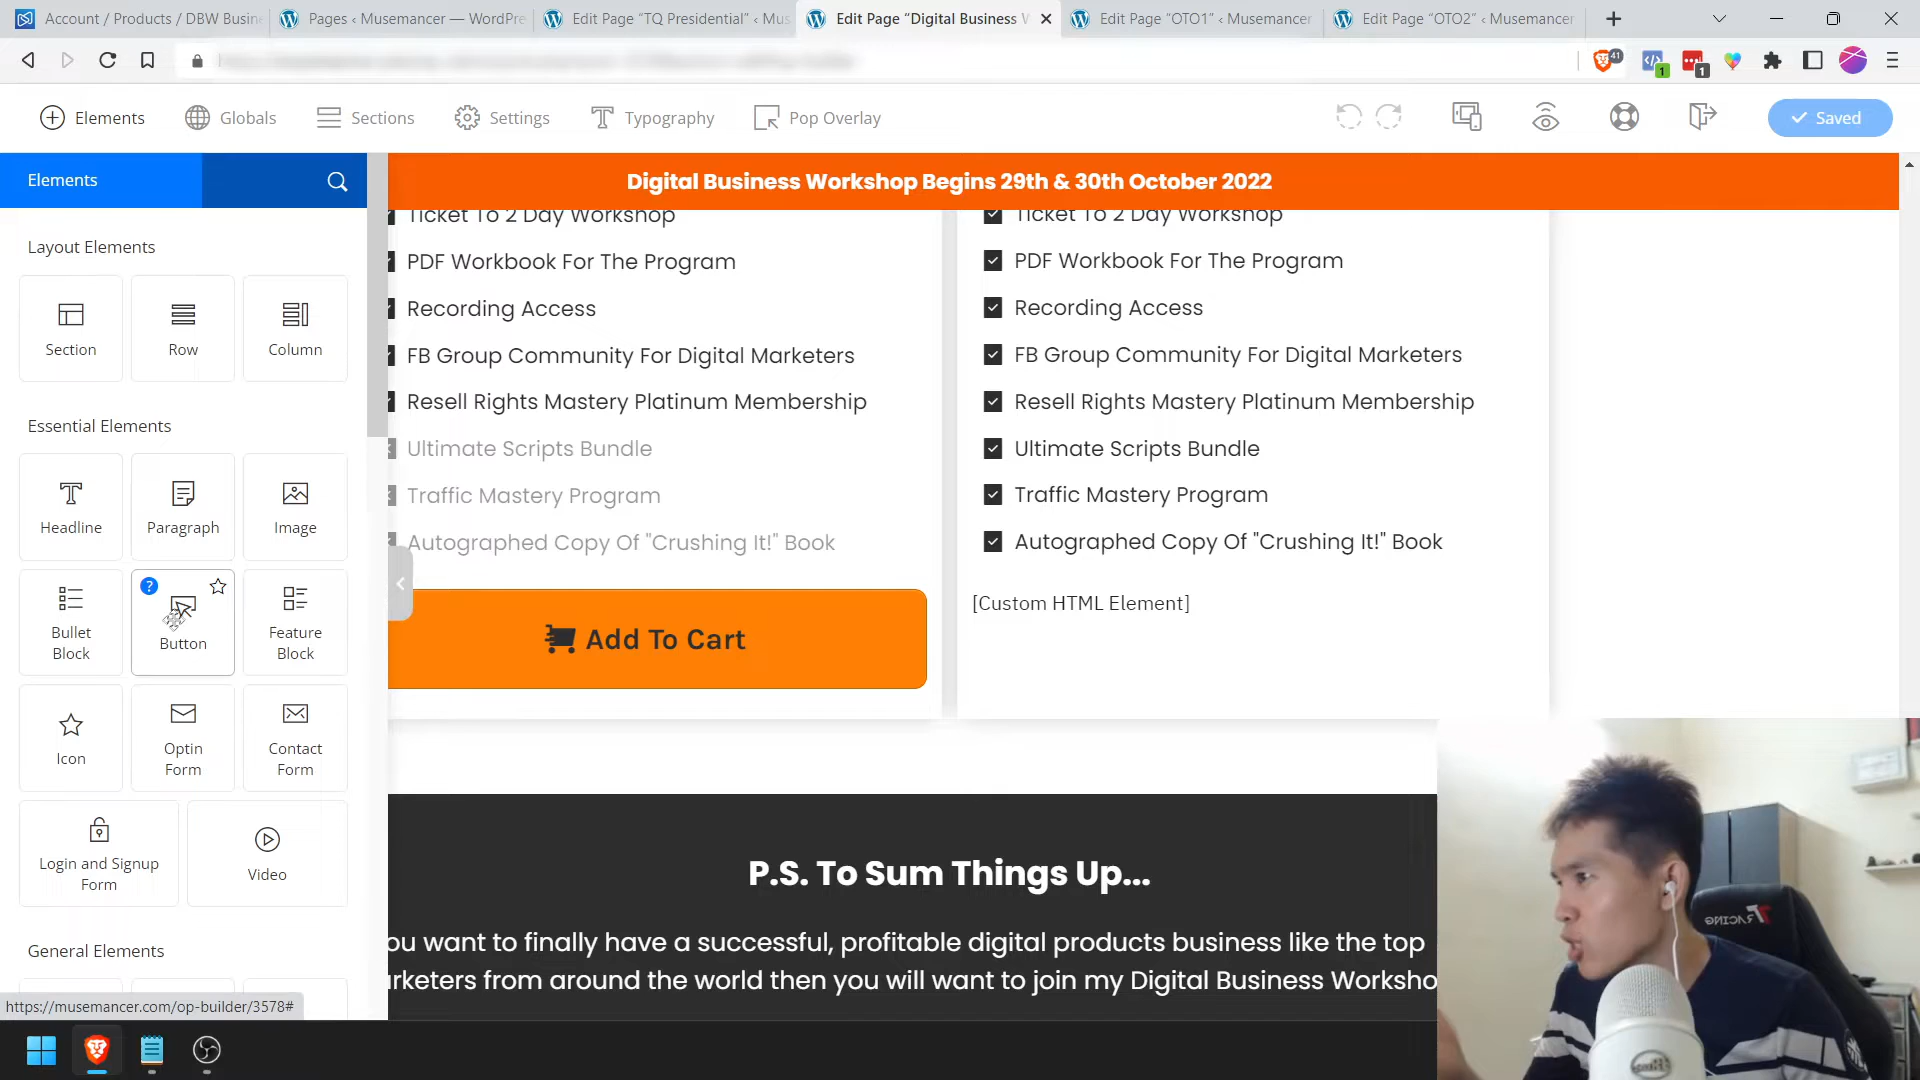 Account / Products / DBW Busin
Pages ‹ Musemancer — WordPre
Edit Page “TQ Presidential” ‹ Mus
Edit Page “Digital Business W
Edit Page “OTO1” ‹ Musemancer
Edit Page “OTO2” ‹ Musemancer
41
1
1
Elements
Globals
Sections
Settings
Typography
Pop Overlay
Saved
Elements
Digital Business Workshop Begins 29th & 30th October 2022
Layout Elements
Section
Row
Column
Essential Elements
Headline
Paragraph
Image
Bullet
Block
?
Button
Feature
Block
Icon
Optin
Form
Contact
Form
Login and Signup
Form
Video
General Elements
https://musemancer.com/op-builder/3578#
Ticket To 2 Day Workshop
PDF Workbook For The Program
Recording Access
FB Group Community For Digital Marketers
Resell Rights Mastery Platinum Membership
Ultimate Scripts Bundle
Traffic Mastery Program
Autographed Copy Of "Crushing It!" Book
Add To Cart
Ticket To 2 Day Workshop
PDF Workbook For The Program
Recording Access
FB Group Community For Digital Marketers
Resell Rights Mastery Platinum Membership
Ultimate Scripts Bundle
Traffic Mastery Program
Autographed Copy Of "Crushing It!" Book
[Custom HTML Element]
P.S. To Sum Things Up...
ou want to finally have a successful, profitable digital products business like the top
rketers from around the world then you will want to join my Digital Business Worksho